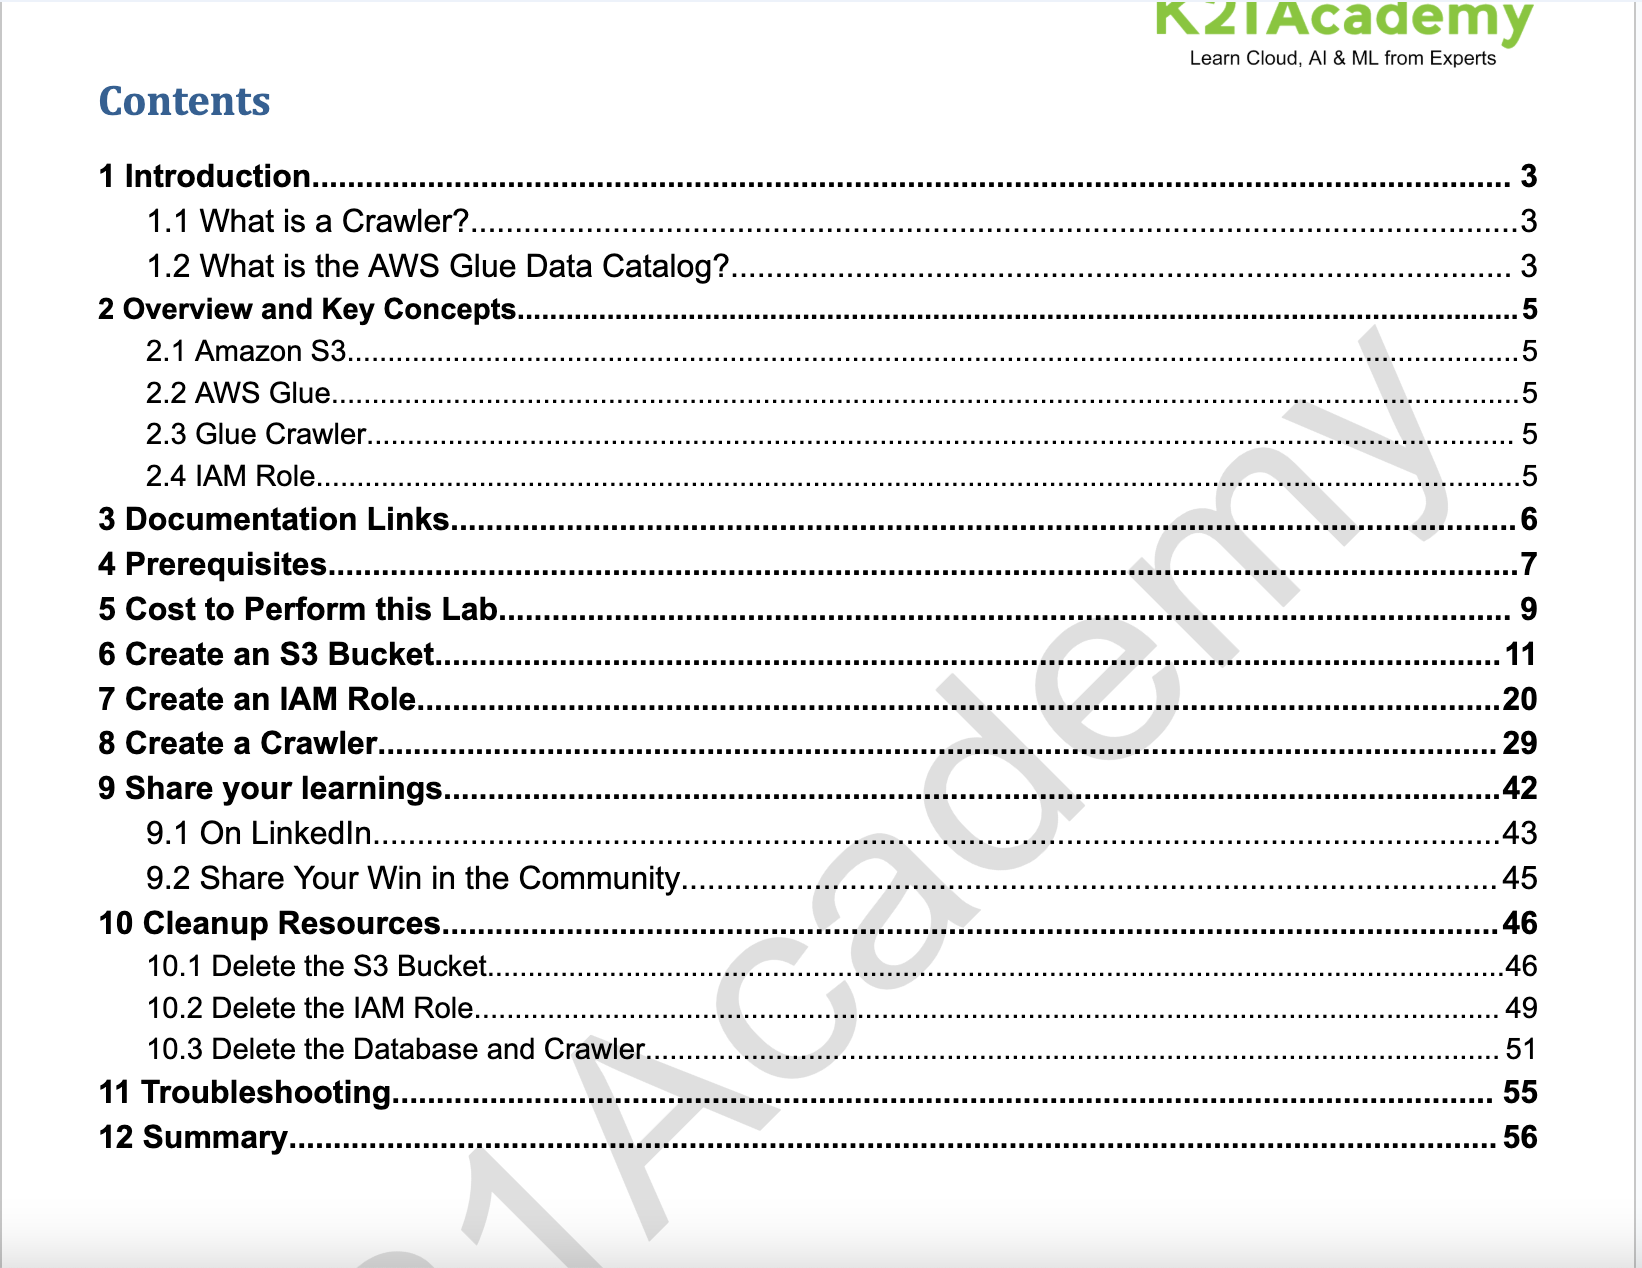 K21Academy
Learn Cloud, AI & ML from Experts
Contents
1 Introduction 3
1.1 What is a Crawler? 3
1.2 What is the AWS Glue Data Catalog? 3
2 Overview and Key Concepts 5
2.1 Amazon S3 5
2.2 AWS Glue 5
2.3 Glue Crawler 5
2.4 IAM Role 5
3 Documentation Links 6
4 Prerequisites 7
5 Cost to Perform this Lab 9
6 Create an S3 Bucket 11
7 Create an IAM Role 20
8 Create a Crawler 29
9 Share your learnings 42
9.1 On LinkedIn 43
9.2 Share Your Win in the Community 45
10 Cleanup Resources 46
10.1 Delete the S3 Bucket 46
10.2 Delete the IAM Role 49
10.3 Delete the Database and Crawler 51
11 Troubleshooting 55
12 Summary 56
21Academy